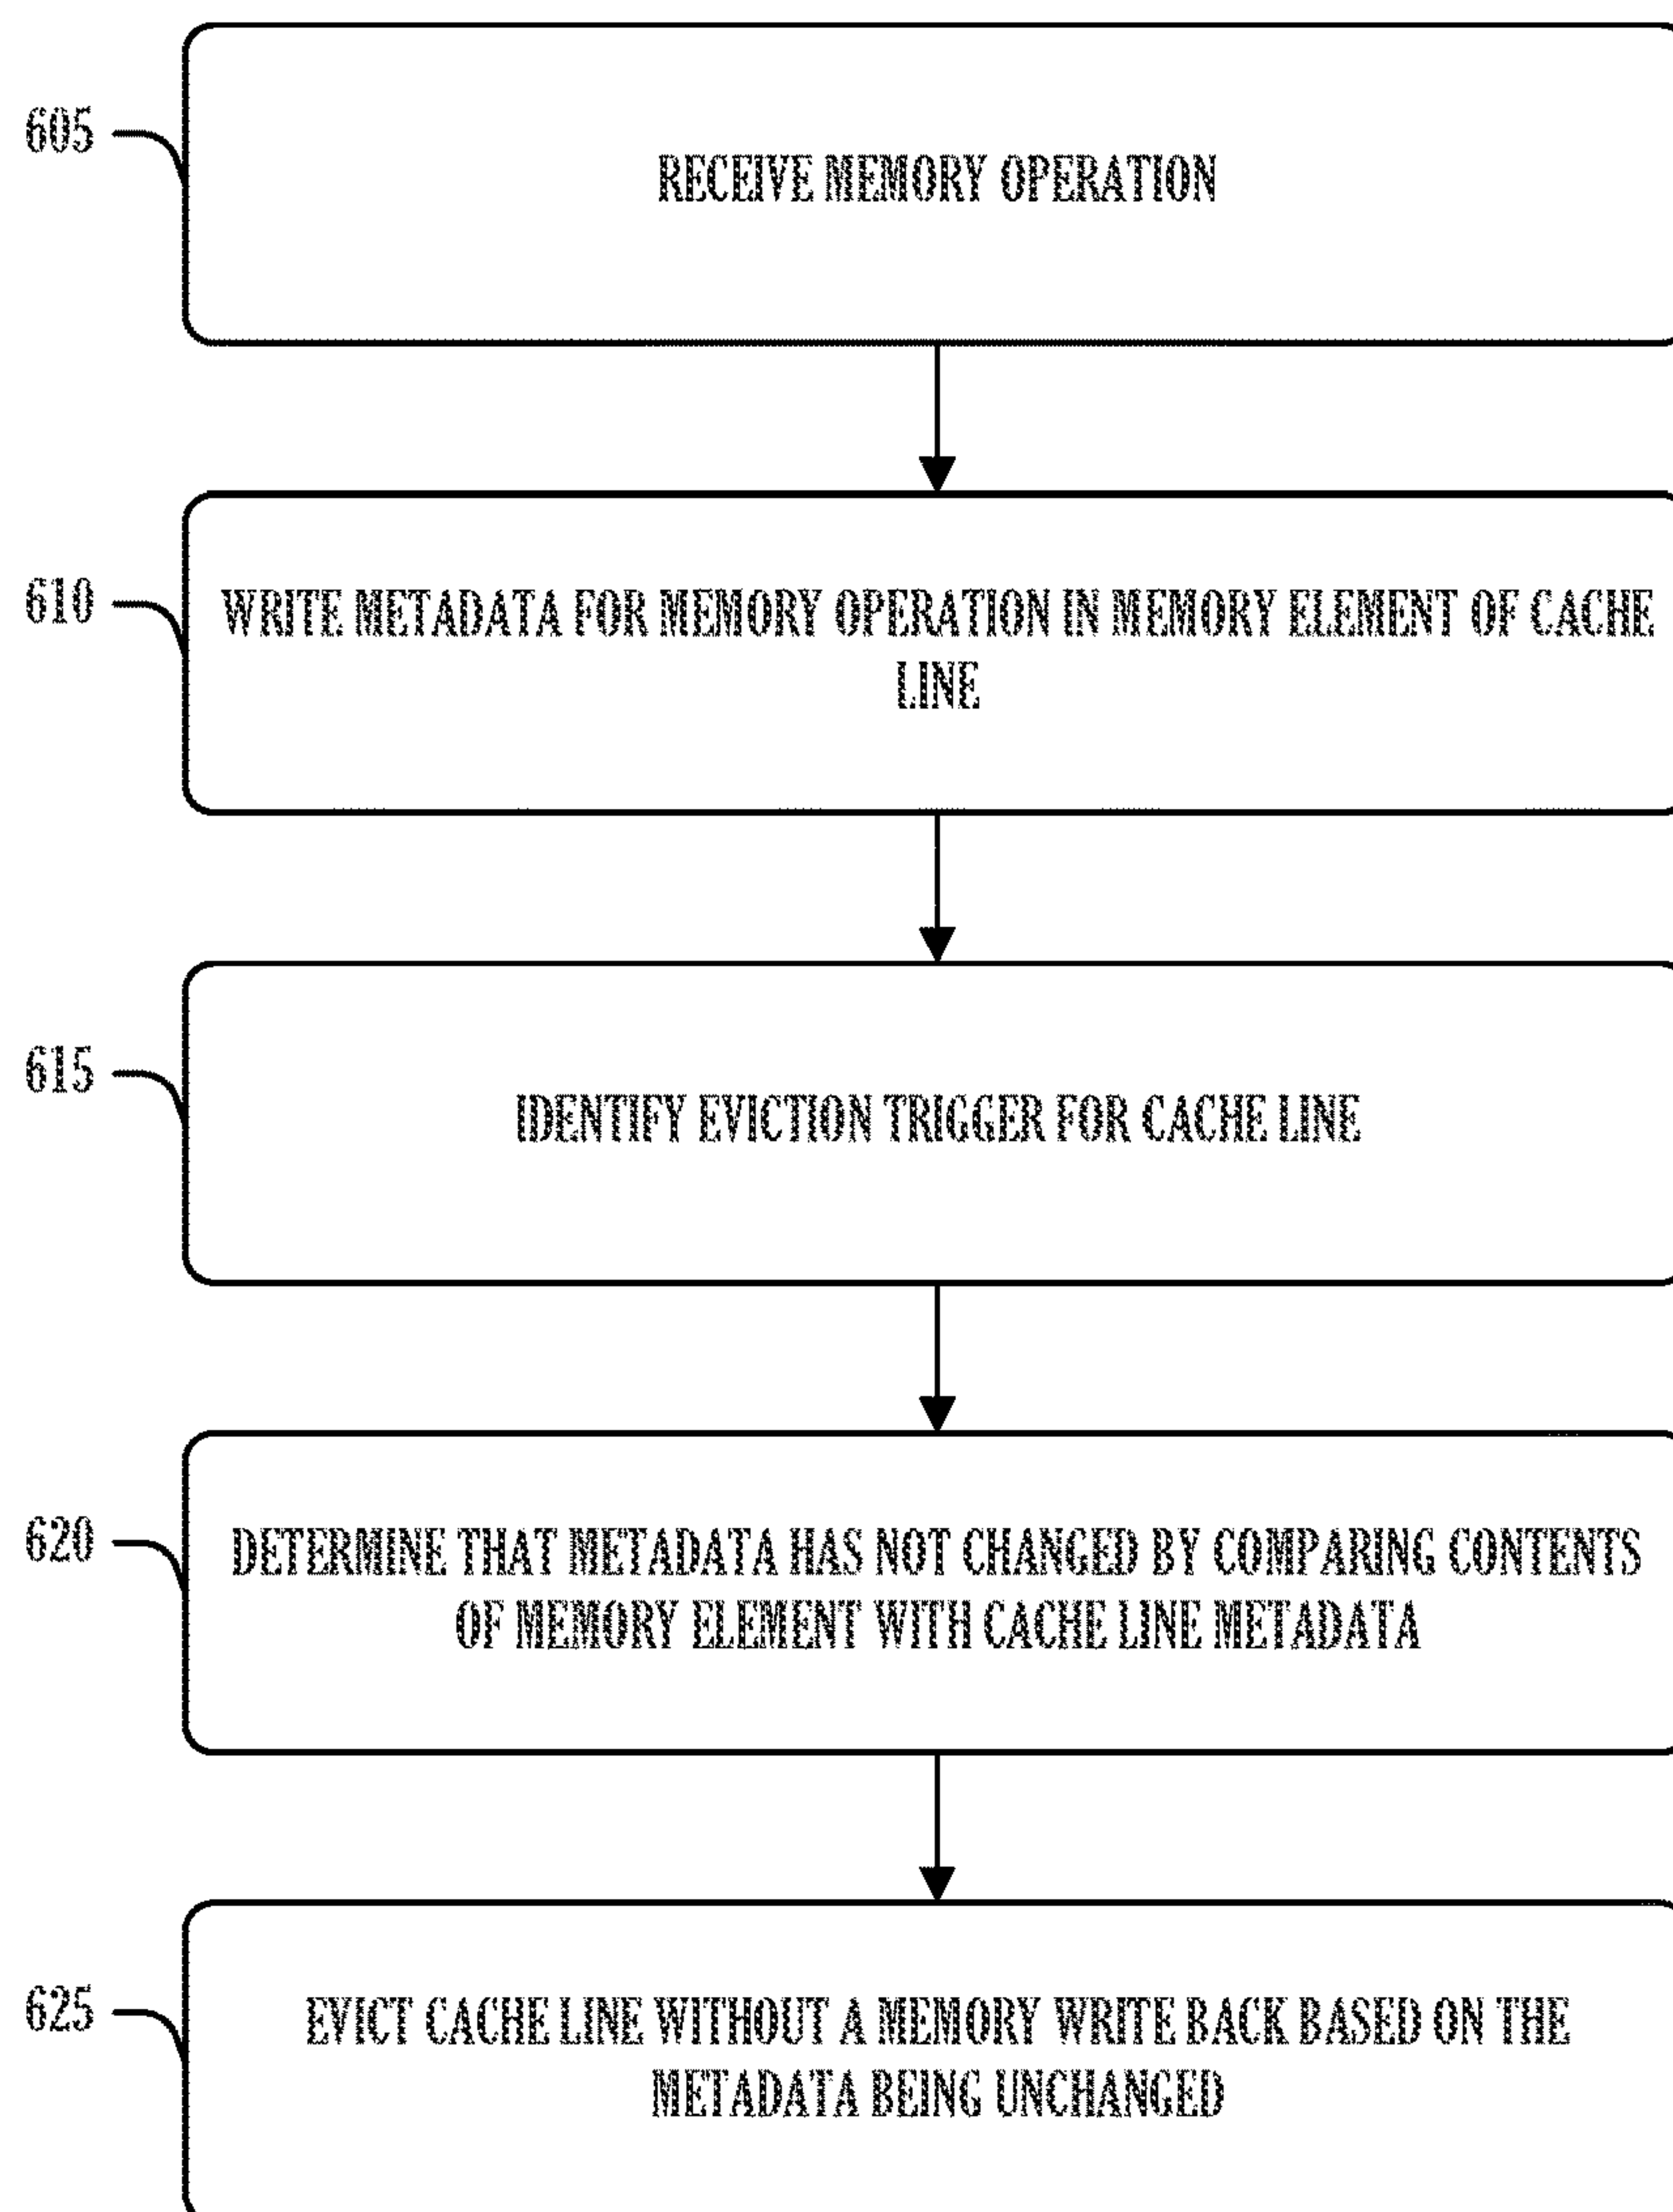 605
RECEIVE MEMORY OPERATION
610
WRITE METADATA FOR MEMORY OPERATION IN MEMORY ELEMENT OF CACHE
LINE
615
IDENTIFY EVICTION TRIGGER FOR CACHE LINE
620
DETERMINE THAT METADATA HAS NOT CHANGED BY COMPARING CONTENTS
OF MEMORY ELEMENT WITH CACHE LINE METADATA
625
EVICT CACHE LINE WITHOUT A MEMORY WRITE BACK BASED ON THE
METADATA BEING UNCHANGED